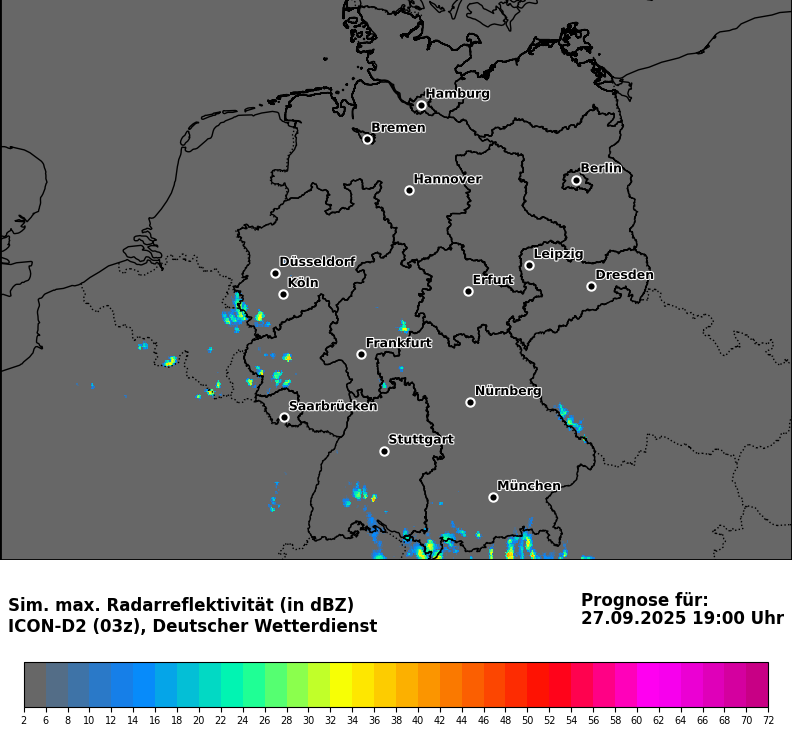 Hamburg
Bremen
Berlin
Hannover
Leipzig
Düsseldorf
Dresden
Köln
Erfurt
Frankfurt
Nürnberg
Saarbrücken
Stuttgart
München
Sim. max. Radarreflektivität (in dBZ)
ICON-D2 (03z), Deutscher Wetterdienst
Prognose für:
27.09.2025 19:00 Uhr
2 6 8 10 12 14 16 18 20 22 24 26 28 30 32 34 36 38 40 42 44 46 48 50 52 54 56 58 60 62 64 66 68 70 72